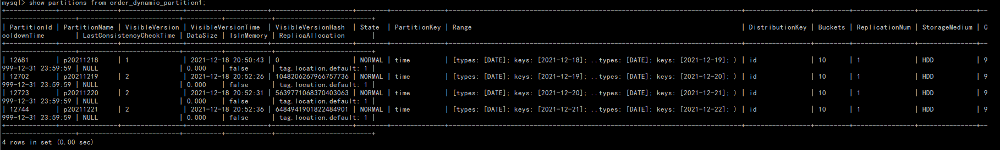 mysql> show partitions from order_dynamic_partition1;
+-------------+---------------+----------------+---------------------+---------------------+--------+--------------+--------------------------------------------------------------------------------+-----------------+---------+----------------+---------------+--
-------------------+--------------------------+----------+------------+-------------------------+
| PartitionId | PartitionName | VisibleVersion | VisibleVersionTime  | VisibleVersionHash  | State  | PartitionKey | Range                                                                          | DistributionKey | Buckets | ReplicationNum | StorageMedium | C
ooldownTime        | LastConsistencyCheckTime | DataSize | IsInMemory | ReplicaAllocation       |
+-------------+---------------+----------------+---------------------+---------------------+--------+--------------+--------------------------------------------------------------------------------+-----------------+---------+----------------+---------------+--
-------------------+--------------------------+----------+------------+-------------------------+
| 12681       | p20211218     | 1              | 2021-12-18 20:50:43 | 0                   | NORMAL | time         | [types: [DATE]; keys: [2021-12-18]; ..types: [DATE]; keys: [2021-12-19]; ) | id              | 10      | 1              | HDD           | 9
999-12-31 23:59:59 | NULL                     | 0.000    | false      | tag.location.default: 1 |
| 12702       | p20211219     | 2              | 2021-12-18 20:52:26 | 1048206267966757736 | NORMAL | time         | [types: [DATE]; keys: [2021-12-19]; ..types: [DATE]; keys: [2021-12-20]; ) | id              | 10      | 1              | HDD           | 9
999-12-31 23:59:59 | NULL                     | 0.000    | false      | tag.location.default: 1 |
| 12723       | p20211220     | 2              | 2021-12-18 20:52:31 | 5639771068370403063 | NORMAL | time         | [types: [DATE]; keys: [2021-12-20]; ..types: [DATE]; keys: [2021-12-21]; ) | id              | 10      | 1              | HDD           | 9
999-12-31 23:59:59 | NULL                     | 0.000    | false      | tag.location.default: 1 |
| 12744       | p20211221     | 2              | 2021-12-18 20:52:36 | 6484941901822484901 | NORMAL | time         | [types: [DATE]; keys: [2021-12-21]; ..types: [DATE]; keys: [2021-12-22]; ) | id              | 10      | 1              | HDD           | 9
999-12-31 23:59:59 | NULL                     | 0.000    | false      | tag.location.default: 1 |
+-------------+---------------+----------------+---------------------+---------------------+--------+--------------+--------------------------------------------------------------------------------+-----------------+---------+----------------+---------------+--
-------------------+--------------------------+----------+------------+-------------------------+
4 rows in set (0.00 sec)